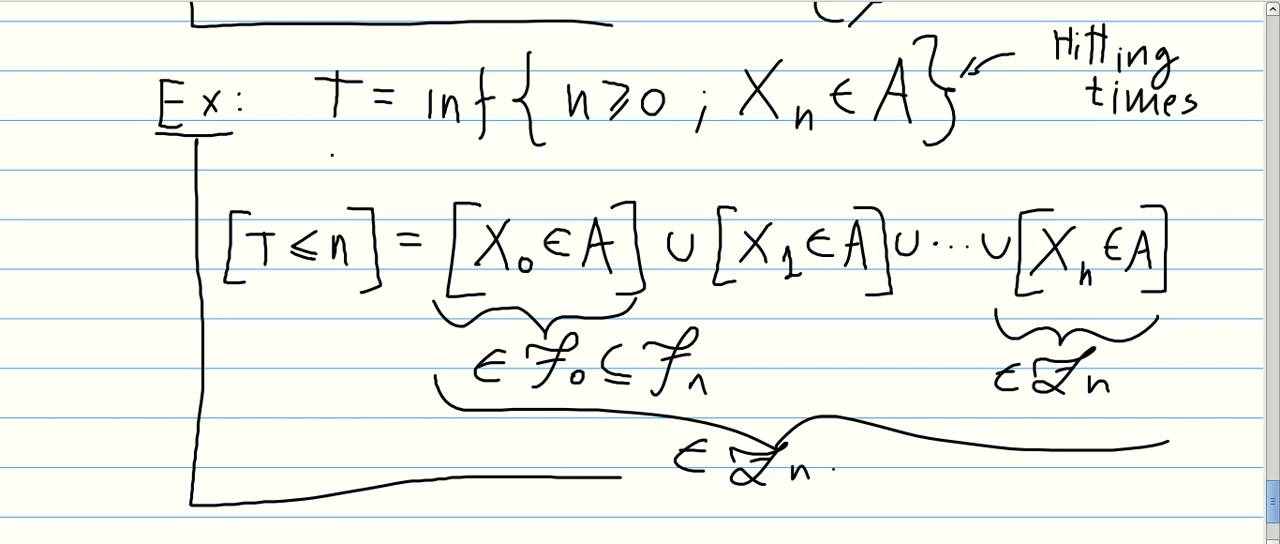 Ex: T = inf { n ≥ 0 ; X_n ∈ A } Hitting times
[T ≤ n] = [X_0 ∈ A] ∪ [X_1 ∈ A] ∪ ··· ∪ [X_n ∈ A]
∈ ℱ_0 ⊆ ℱ_n ∈ ℱ_n
∈ ℱ_n .